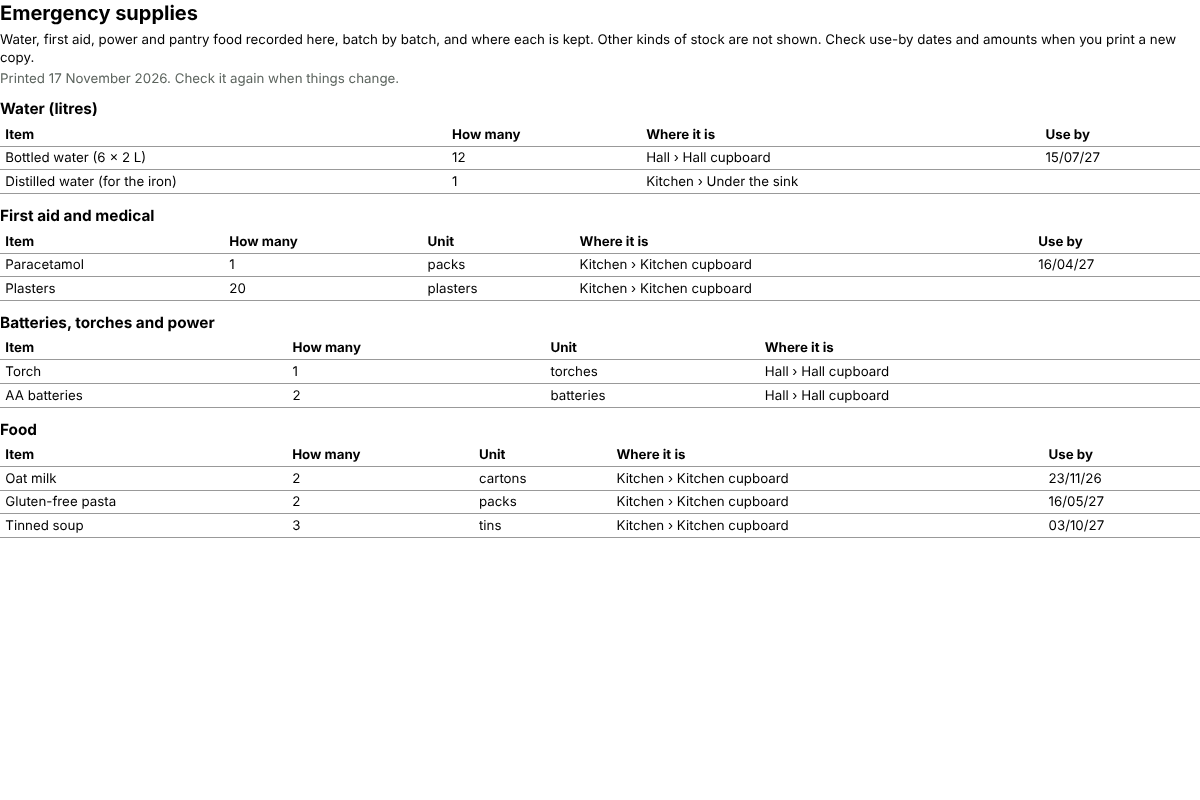 Emergency supplies
Water, first aid, power and pantry food recorded here, batch by batch, and where each is kept. Other kinds of stock are not shown. Check use-by dates and amounts when you print a new
copy.
Printed 17 November 2026. Check it again when things change.
Water (litres)
Item How many Where it is Use by
Bottled water (6 × 2 L) 12 Hall › Hall cupboard 15/07/27
Distilled water (for the iron) 1 Kitchen › Under the sink
First aid and medical
Item How many Unit Where it is Use by
Paracetamol 1 packs Kitchen › Kitchen cupboard 16/04/27
Plasters 20 plasters Kitchen › Kitchen cupboard
Batteries, torches and power
Item How many Unit Where it is
Torch 1 torches Hall › Hall cupboard
AA batteries 2 batteries Hall › Hall cupboard
Food
Item How many Unit Where it is Use by
Oat milk 2 cartons Kitchen › Kitchen cupboard 23/11/26
Gluten-free pasta 2 packs Kitchen › Kitchen cupboard 16/05/27
Tinned soup 3 tins Kitchen › Kitchen cupboard 03/10/27